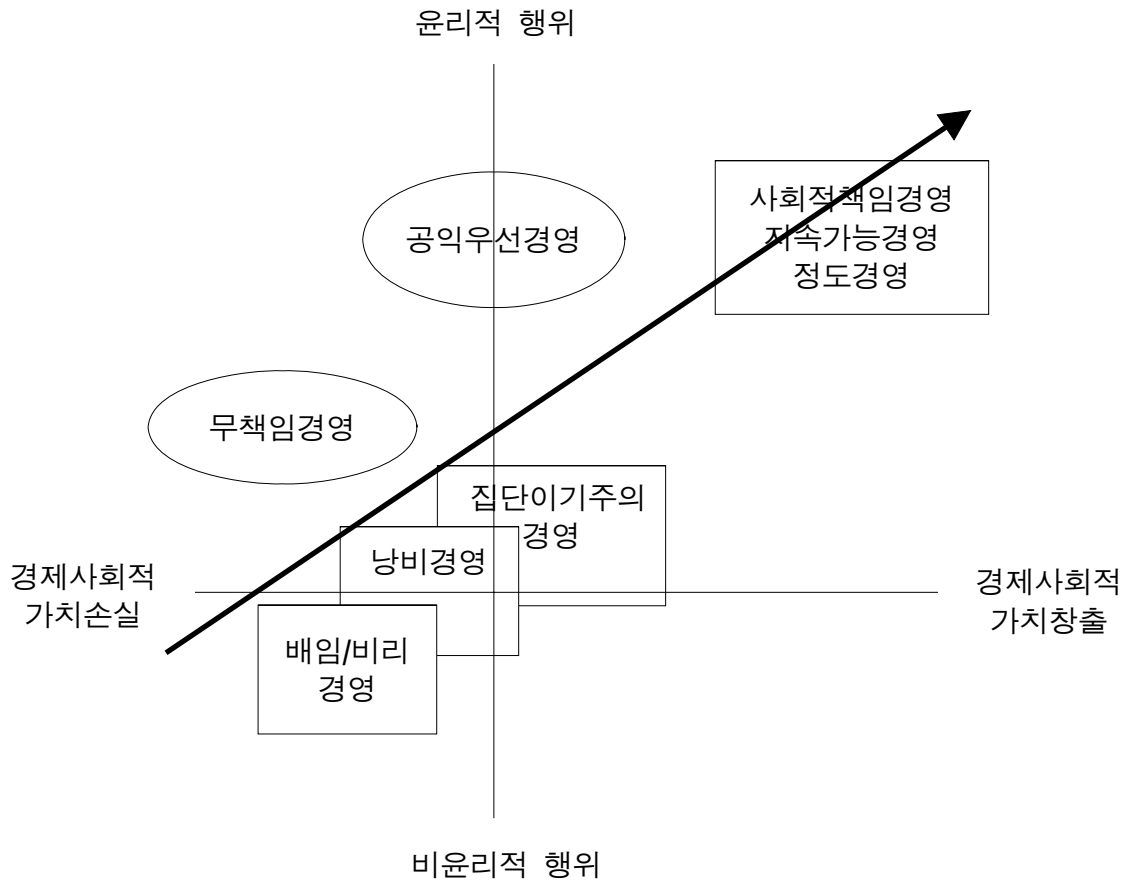 윤리적 행위
사회적책임경영
지속가능경영
정도경영
공익우선경영
무책임경영
집단이기주의
경영
낭비경영
경제사회적
가치손실
경제사회적
가치창출
배임/비리
경영
비윤리적 행위